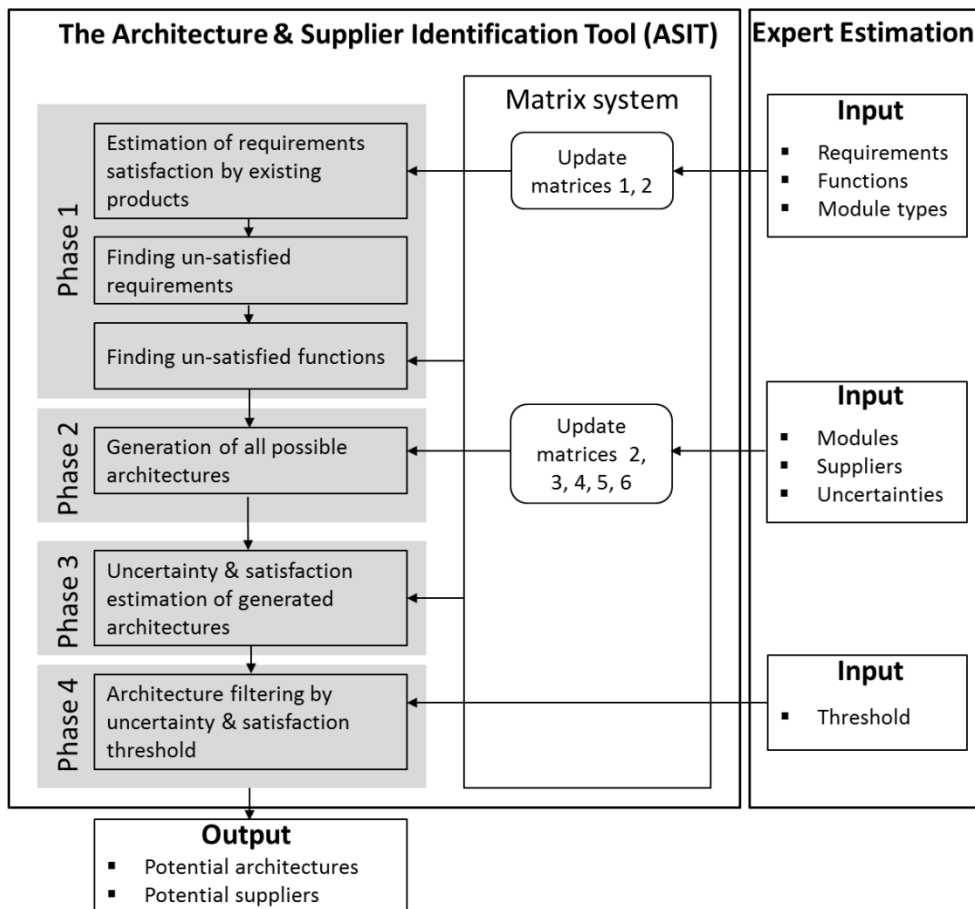 The Architecture & Supplier Identification Tool (ASIT)
Expert Estimation
Matrix system
Phase 1
Estimation of requirements
satisfaction by existing
products
Update
matrices 1, 2
Input
▪ Requirements
▪ Functions
▪ Module types
Finding un-satisfied
requirements
Finding un-satisfied functions
Phase 2
Generation of all possible
architectures
Update
matrices 2,
3, 4, 5, 6
Input
▪ Modules
▪ Suppliers
▪ Uncertainties
Phase 3
Uncertainty & satisfaction
estimation of generated
architectures
Phase 4
Architecture filtering by
uncertainty & satisfaction
threshold
Input
▪ Threshold
Output
▪ Potential architectures
▪ Potential suppliers